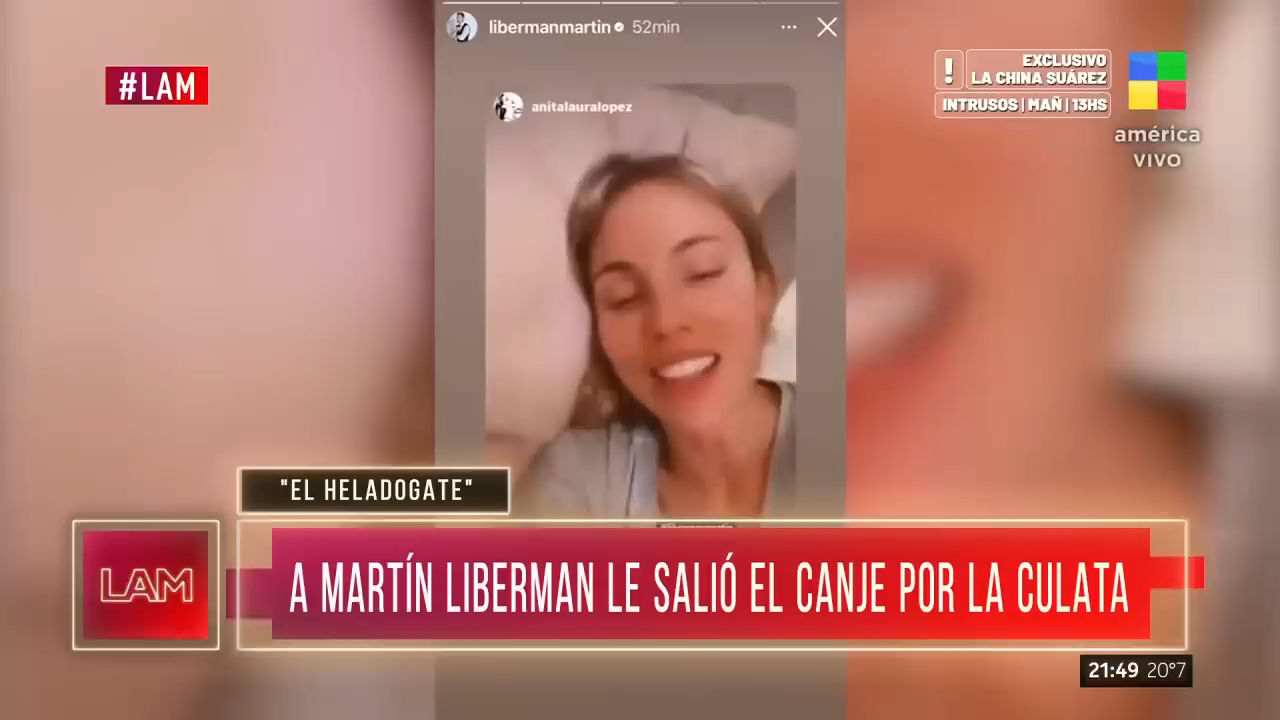 libermanmartin 52min
#LAM
EXCLUSIVO
LA CHINA SUÁREZ
INTRUSOS | MAÑ | 13HS
américa
VIVO
anitalauralopez
"EL HELADOGATE"
LAM
A MARTÍN LIBERMAN LE SALIÓ EL CANJE POR LA CULATA
21:49 20°7